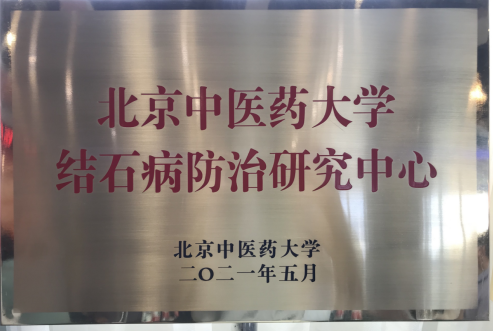 北京中医药大学
结石病防治研究中心
北京中医药大学
二〇二一年五月